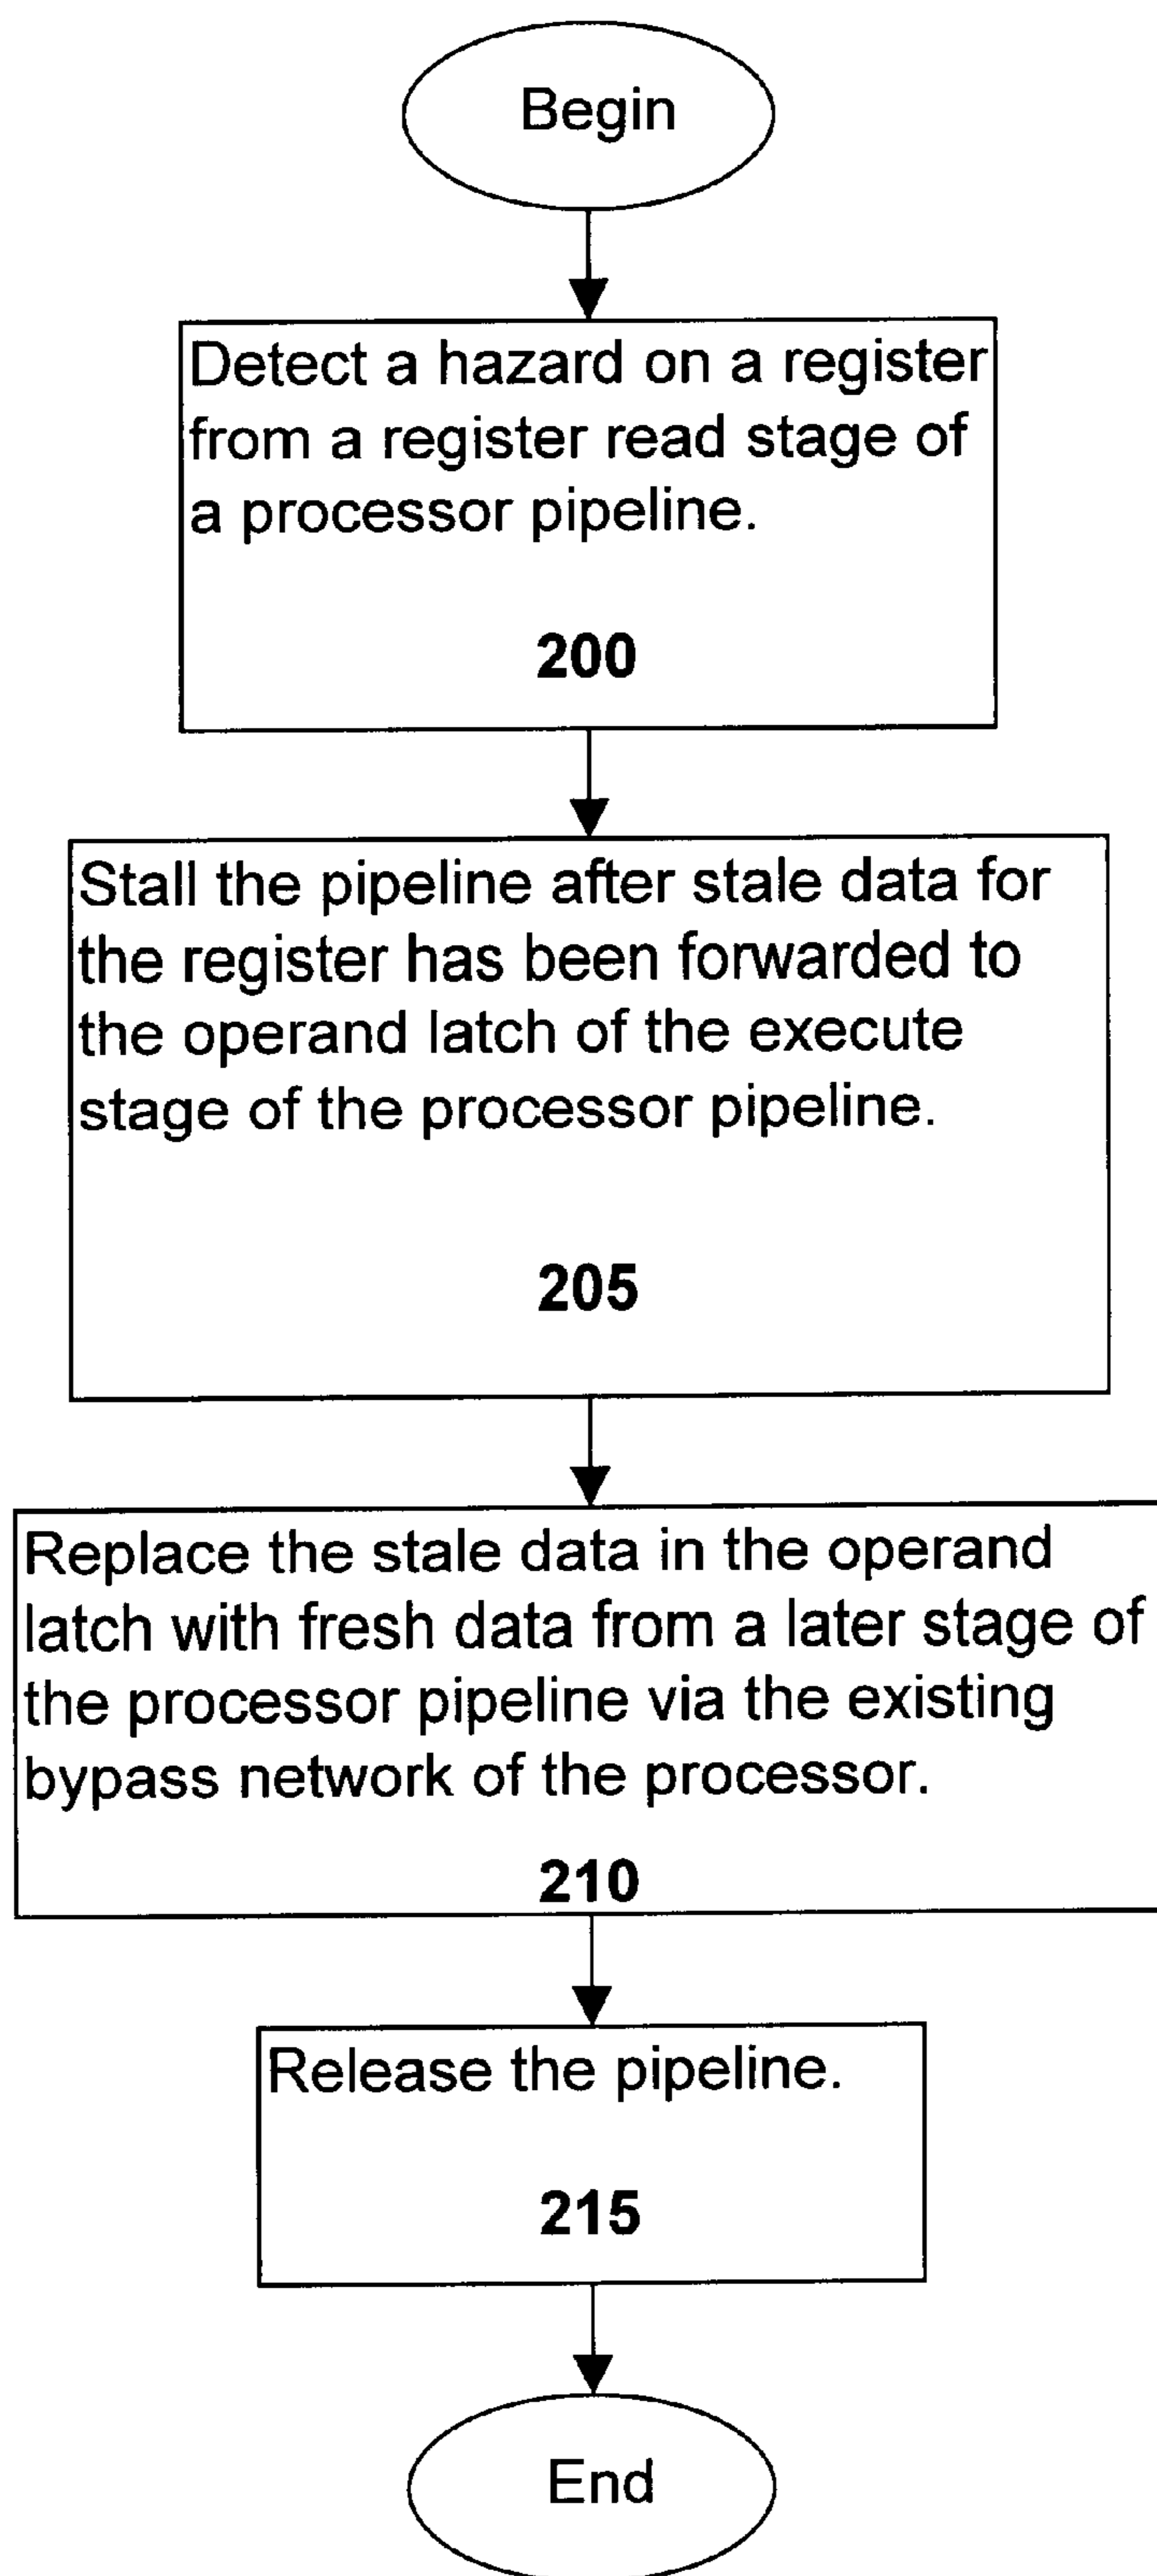 Begin
Detect a hazard on a register
from a register read stage of
a processor pipeline.
200
Stall the pipeline after stale data for
the register has been forwarded to
the operand latch of the execute
stage of the processor pipeline.
205
Replace the stale data in the operand
latch with fresh data from a later stage of
the processor pipeline via the existing
bypass network of the processor.
210
Release the pipeline.
215
End